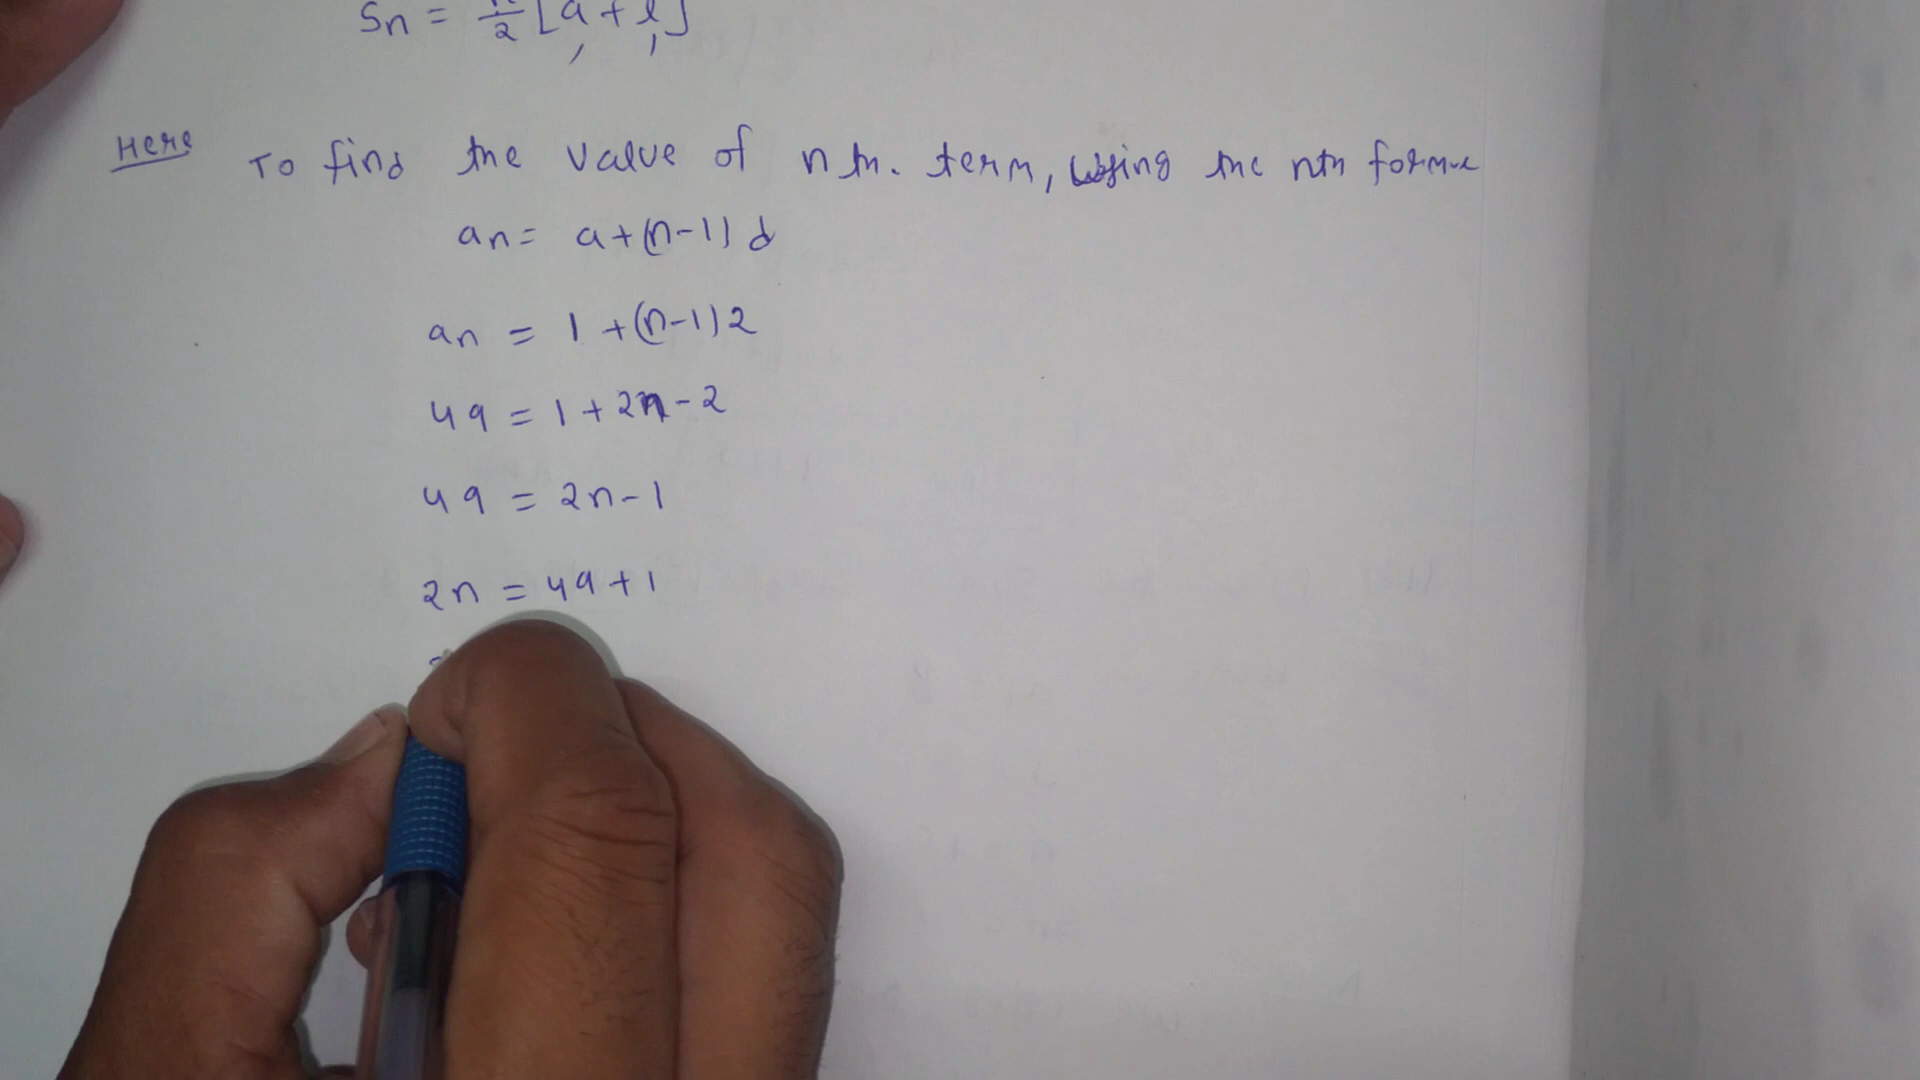 Sn = n/2 [a + l]
Here To find the value of nth. term, using the nth
an = a+(n-1) d
an = 1 +(n-1)2
49 = 1+2n-2
49 = 2n-1
2n = 49+1